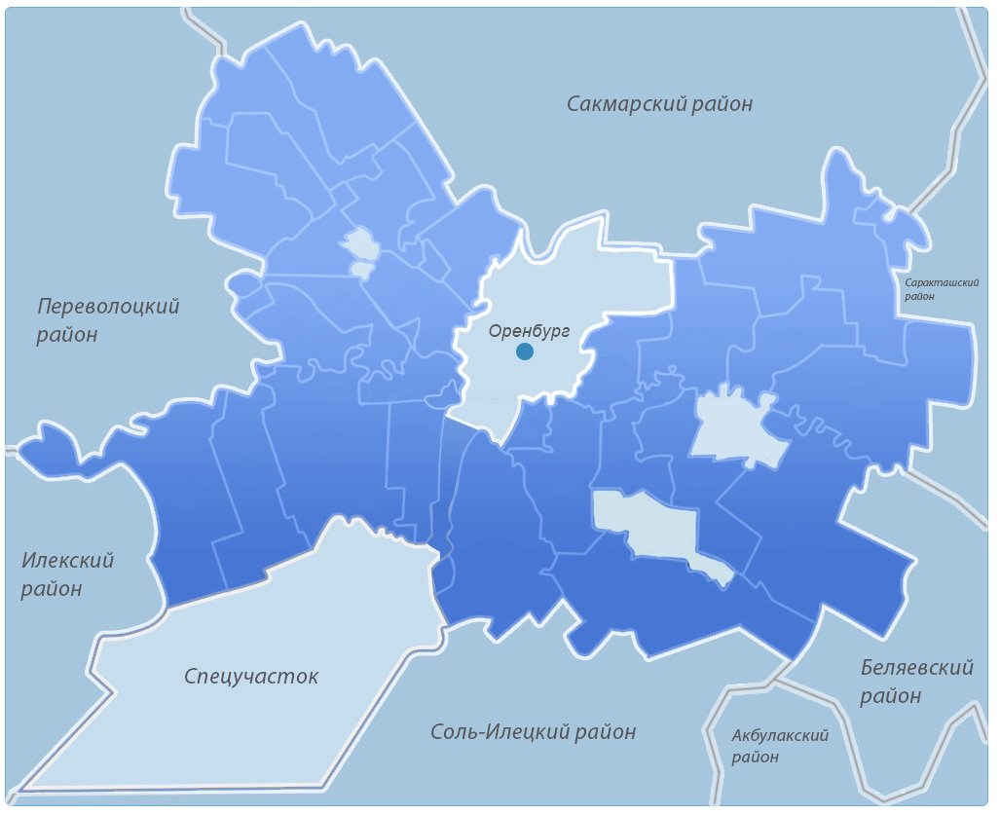 Сакмарский район
Саракташский
район
Переволоцкий
район
Оренбург
Илекский
район
Спецучасток
Беляевский
район
Соль-Илецкий район
Акбулакский
район